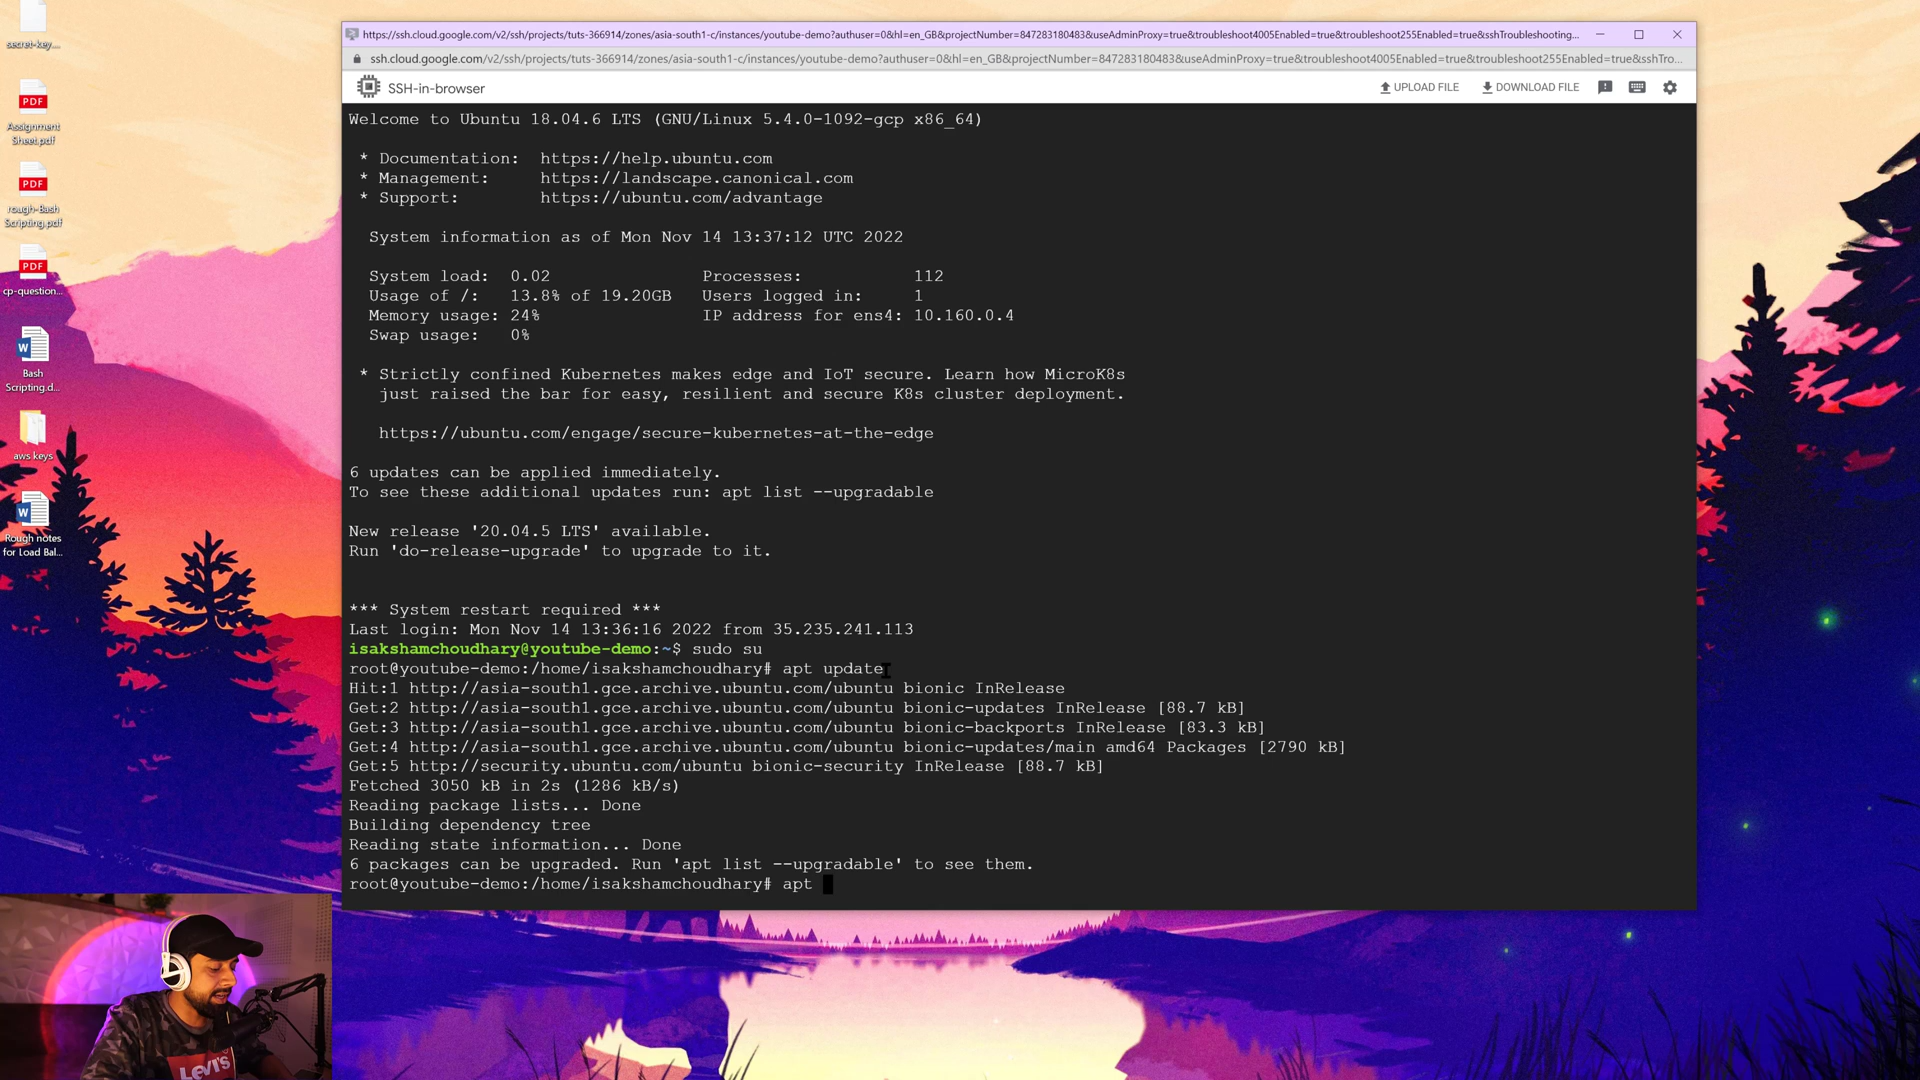 secret-key....
PDF
Assignment
Sheet.pdf
PDF
rough-Bash
Scripting.pdf
PDF
cp-question...
W
Bash
Scripting.d...
aws keys
W
Rough notes
for Load Bal...
https://ssh.cloud.google.com/v2/ssh/projects/tuts-366914/zones/asia-south1-c/instances/youtube-demo?authuser=0&hl=en_GB&projectNumber=847283180483&useAdminProxy=true&troubleshoot4005Enabled=true&troubleshoot255Enabled=true&sshTroubleshooting...
ssh.cloud.google.com/v2/ssh/projects/tuts-366914/zones/asia-south1-c/instances/youtube-demo?authuser=0&hl=en_GB&projectNumber=847283180483&useAdminProxy=true&troubleshoot4005Enabled=true&troubleshoot255Enabled=true&sshTro...
SSH-in-browser
UPLOAD FILE
DOWNLOAD FILE
Welcome to Ubuntu 18.04.6 LTS (GNU/Linux 5.4.0-1092-gcp x86_64)
* Documentation: https://help.ubuntu.com
* Management: https://landscape.canonical.com
* Support: https://ubuntu.com/advantage
System information as of Mon Nov 14 13:37:12 UTC 2022
System load: 0.02 Processes: 112
Usage of /: 13.8% of 19.20GB Users logged in: 1
Memory usage: 24% IP address for ens4: 10.160.0.4
Swap usage: 0%
* Strictly confined Kubernetes makes edge and IoT secure. Learn how MicroK8s
just raised the bar for easy, resilient and secure K8s cluster deployment.
https://ubuntu.com/engage/secure-kubernetes-at-the-edge
6 updates can be applied immediately.
To see these additional updates run: apt list --upgradable
New release '20.04.5 LTS' available.
Run 'do-release-upgrade' to upgrade to it.
*** System restart required ***
Last login: Mon Nov 14 13:36:16 2022 from 35.235.241.113
isakshamchoudhary@youtube-demo:~$ sudo su
root@youtube-demo:/home/isakshamchoudhary# apt update
Hit:1 http://asia-south1.gce.archive.ubuntu.com/ubuntu bionic InRelease
Get:2 http://asia-south1.gce.archive.ubuntu.com/ubuntu bionic-updates InRelease [88.7 kB]
Get:3 http://asia-south1.gce.archive.ubuntu.com/ubuntu bionic-backports InRelease [83.3 kB]
Get:4 http://asia-south1.gce.archive.ubuntu.com/ubuntu bionic-updates/main amd64 Packages [2790 kB]
Get:5 http://security.ubuntu.com/ubuntu bionic-security InRelease [88.7 kB]
Fetched 3050 kB in 2s (1286 kB/s)
Reading package lists... Done
Building dependency tree
Reading state information... Done
6 packages can be upgraded. Run 'apt list --upgradable' to see them.
root@youtube-demo:/home/isakshamchoudhary# apt
LEVI'S